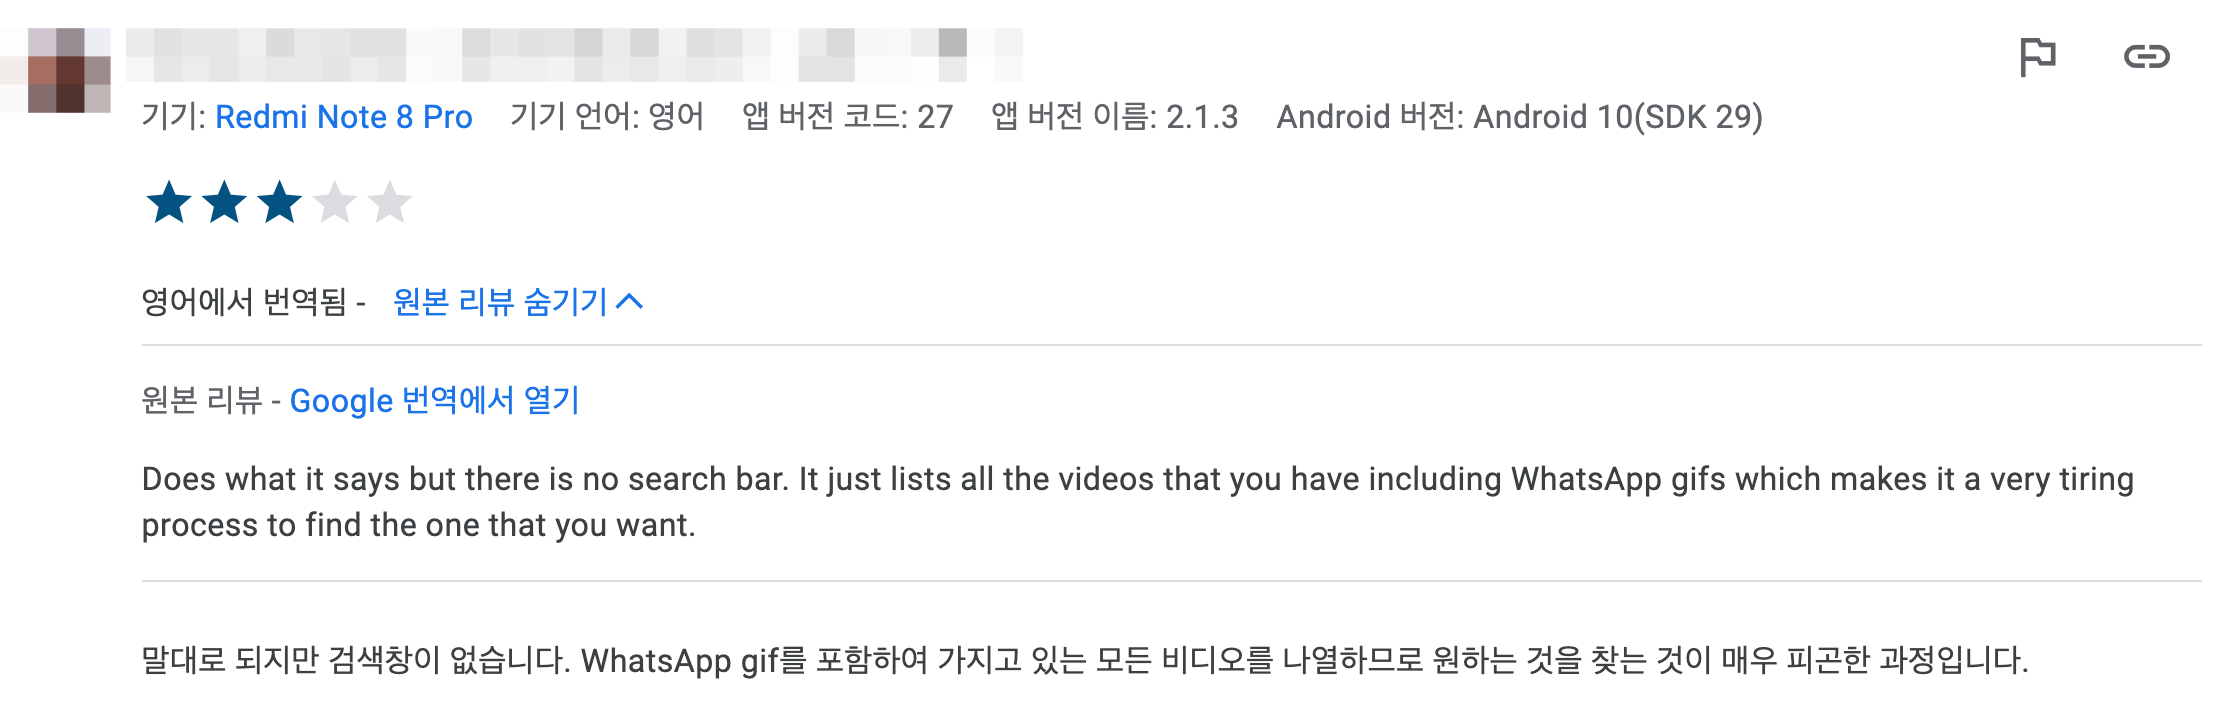 기기: Redmi Note 8 Pro 기기 언어: 영어 앱 버전 코드: 27 앱 버전 이름: 2.1.3 Android 버전: Android 10(SDK 29)
영어에서 번역됨 - 원본 리뷰 숨기기
원본 리뷰 - Google 번역에서 열기
Does what it says but there is no search bar. It just lists all the videos that you have including WhatsApp gifs which makes it a very tiring
process to find the one that you want.
말대로 되지만 검색창이 없습니다. WhatsApp gif를 포함하여 가지고 있는 모든 비디오를 나열하므로 원하는 것을 찾는 것이 매우 피곤한 과정입니다.